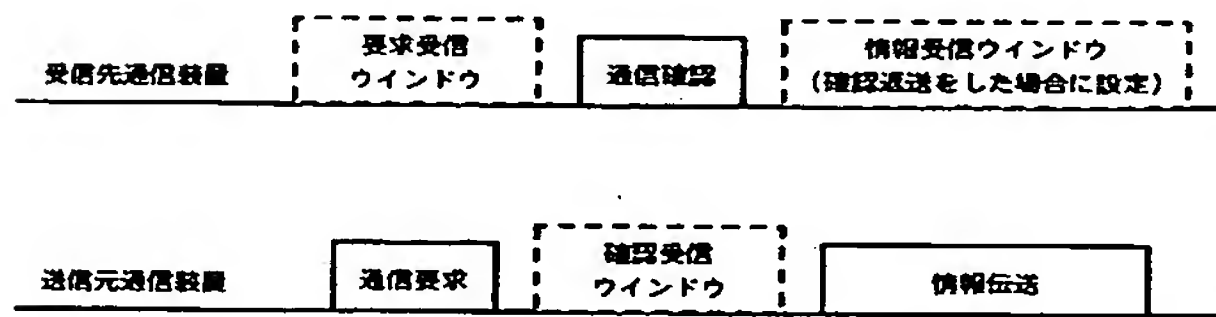 受信先通信装置
要求受信
ウインドウ
通信確認
情報受信ウインドウ
(確認返送をした場合に設定)
送信元通信装置
通信要求
確認受信
ウインドウ
情報伝送